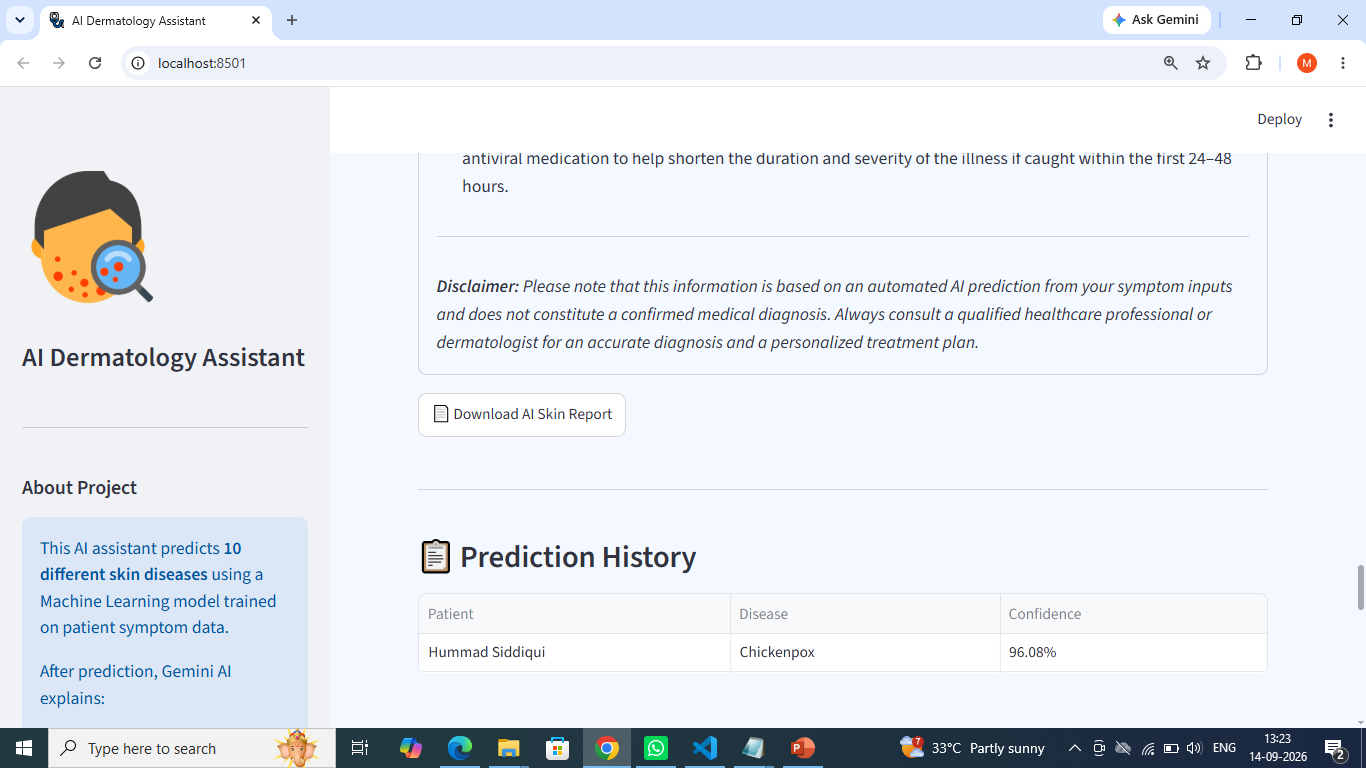 AI Dermatology Assistant
Ask Gemini
localhost:8501
M
Deploy
AI Dermatology Assistant
About Project
This AI assistant predicts 10
different skin diseases using a
Machine Learning model trained
on patient symptom data.
After prediction, Gemini AI
explains:
antiviral medication to help shorten the duration and severity of the illness if caught within the first 24–48
hours.
Disclaimer: Please note that this information is based on an automated AI prediction from your symptom inputs
and does not constitute a confirmed medical diagnosis. Always consult a qualified healthcare professional or
dermatologist for an accurate diagnosis and a personalized treatment plan.
Download AI Skin Report
Prediction History
Patient Disease Confidence
Hummad Siddiqui Chickenpox 96.08%
Type here to search
7
33°C Partly sunny
ENG
13:23
14-09-2026
2